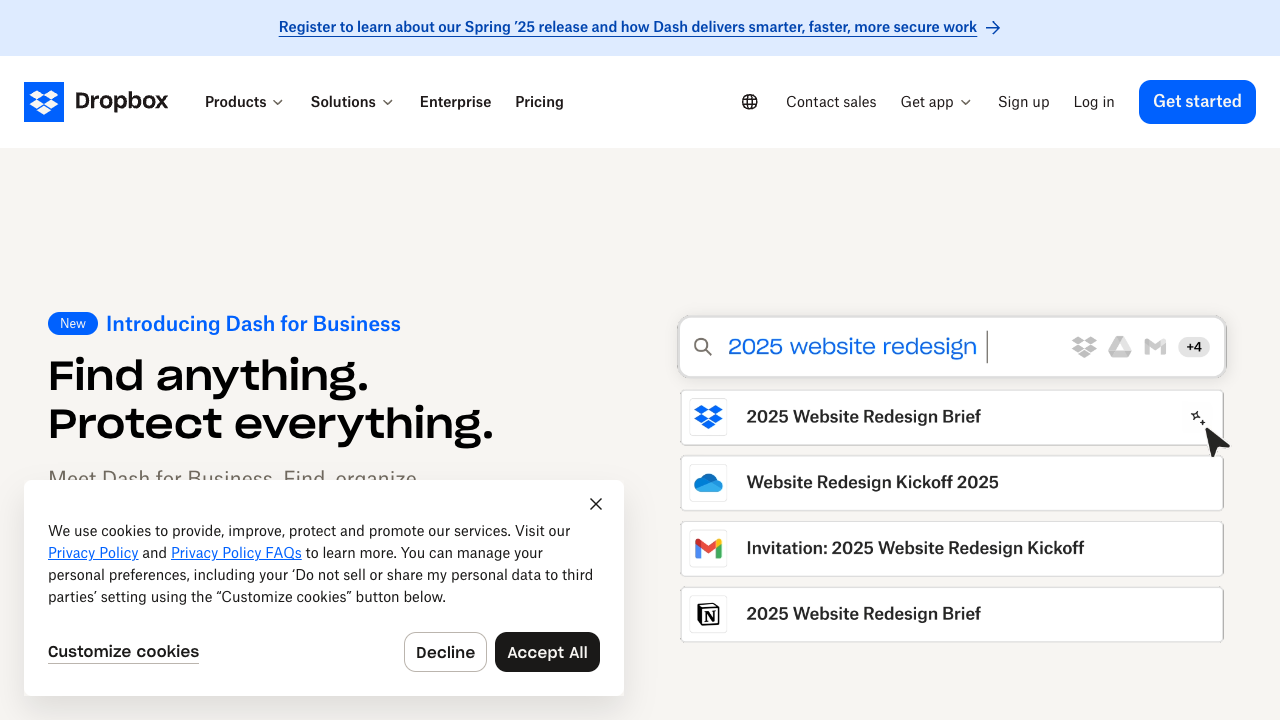 Register to learn about our Spring ’25 release and how Dash delivers smarter, faster, more secure work
Dropbox
Products
Solutions
Enterprise
Pricing
Contact sales
Get app
Sign up
Log in
Get started
New
Introducing Dash for Business
Find anything.
Protect everything.
Meet Dash for Business. Find, organize
2025 website redesign
+4
2025 Website Redesign Brief
Website Redesign Kickoff 2025
Invitation: 2025 Website Redesign Kickoff
2025 Website Redesign Brief
We use cookies to provide, improve, protect and promote our services. Visit our
Privacy Policy and Privacy Policy FAQs to learn more. You can manage your
personal preferences, including your ‘Do not sell or share my personal data to third
parties’ setting using the “Customize cookies” button below.
Customize cookies
Decline
Accept All